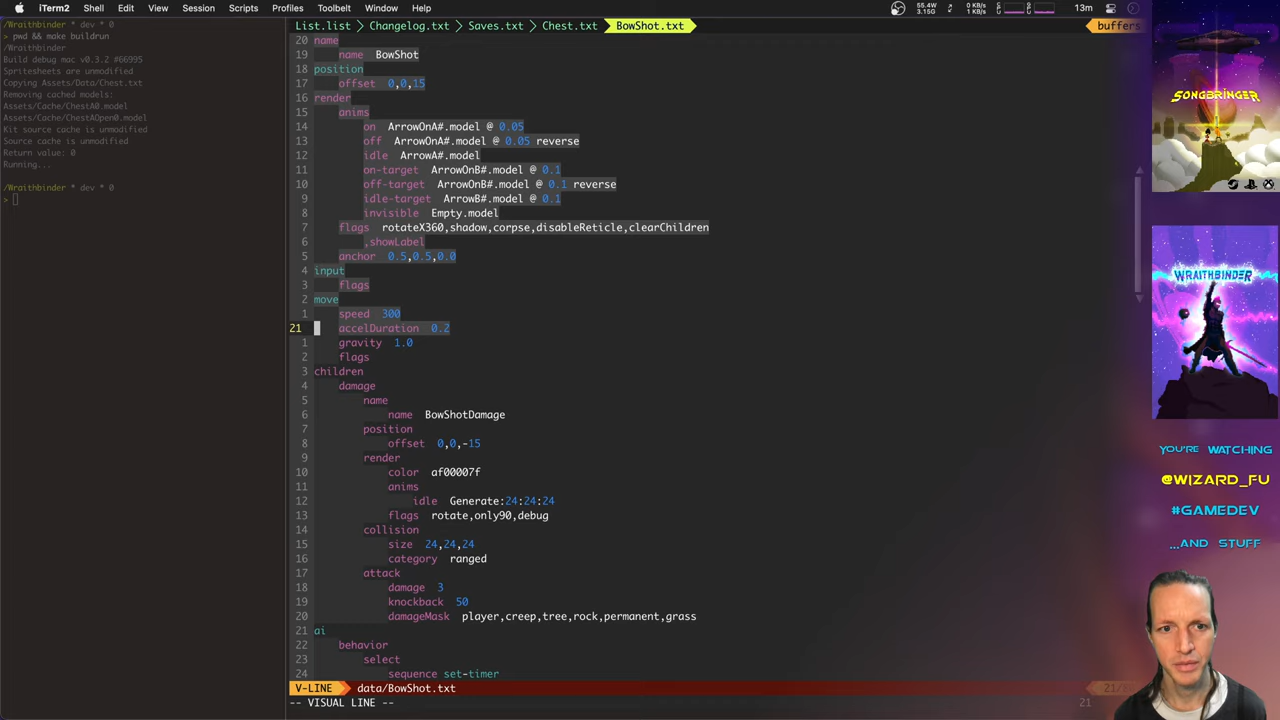 iTerm2 Shell Edit View Session Scripts Profiles Toolbelt Window Help 55.4W 3.15G 0 KB/s 1 KB/s 13m
/Wraithbinder * dev * 0
> pwd && make buildrun
/Wraithbinder
Build debug mac v0.3.2 #66995
Spritesheets are unmodified
Copying Assets/Data/Chest.txt
Removing cached models:
Assets/Cache/ChestA0.model
Assets/Cache/ChestAOpen0.model
Kit source cache is unmodified
Source cache is unmodified
Return value: 0
Running...
/Wraithbinder * dev * 0
>
List.list Changelog.txt Saves.txt Chest.txt BowShot.txt buffers
20 name
19 name BowShot
18 position
17 offset 0,0,15
16 render
15 anims
14 on ArrowOnA#.model @ 0.05
13 off ArrowOnA#.model @ 0.05 reverse
12 idle ArrowA#.model
11 on-target ArrowOnB#.model @ 0.1
10 off-target ArrowOnB#.model @ 0.1 reverse
9 idle-target ArrowB#.model @ 0.1
8 invisible Empty.model
7 flags rotateX360,shadow,corpse,disableReticle,clearChildren
6 ,showLabel
5 anchor 0.5,0.5,0.0
4 input
3 flags
2 move
1 speed 300
21 accelDuration 0.2
1 gravity 1.0
2 flags
3 children
4 damage
5 name
6 name BowShotDamage
7 position
8 offset 0,0,-15
9 render
10 color af00007f
11 anims
12 idle Generate:24:24:24
13 flags rotate,only90,debug
14 collision
15 size 24,24,24
16 category ranged
17 attack
18 damage 3
19 knockback 50
20 damageMask player,creep,tree,rock,permanent,grass
21 ai
22 behavior
23 select
24 sequence set-timer
V-LINE data/BowShot.txt
-- VISUAL LINE -- 21
SONGBRINGER
WRAITHBINDER
YOU'RE WATCHING
@WIZARD_FU
#GAMEDEV
...AND STUFF